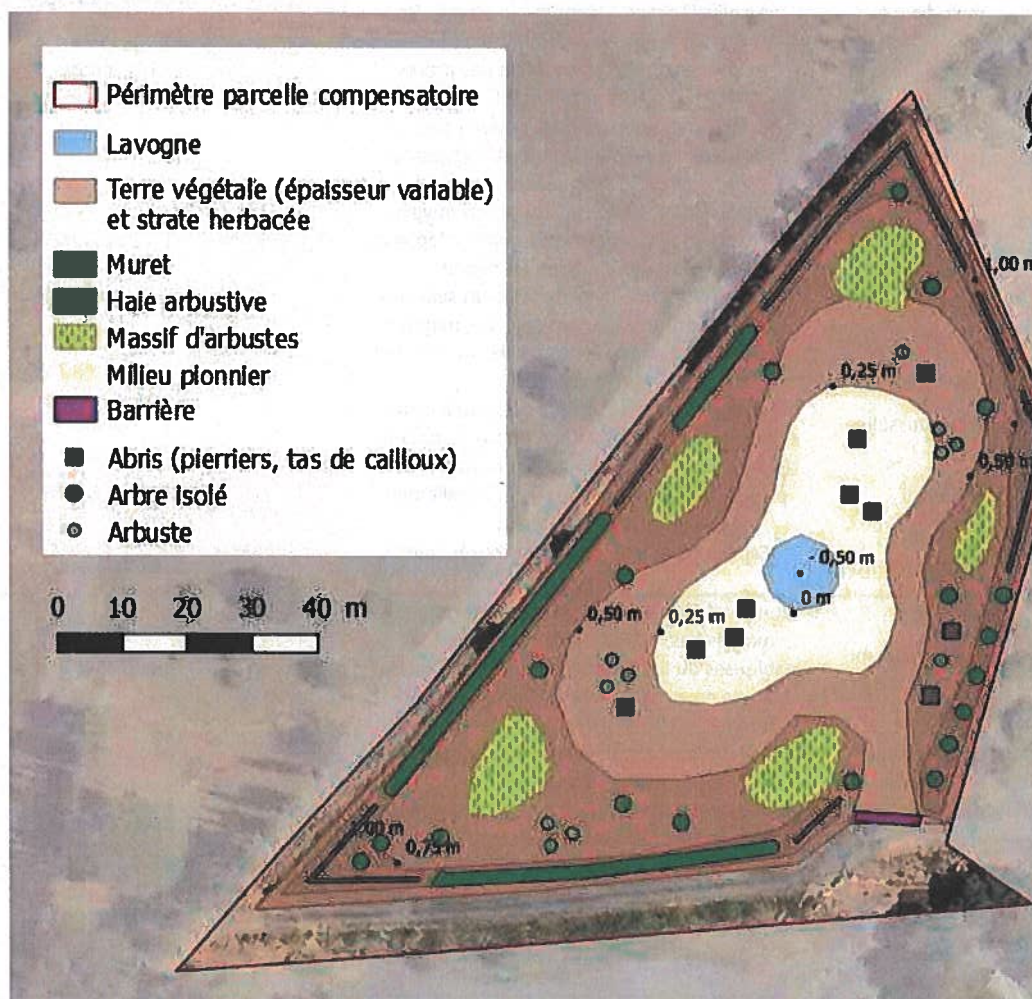 Périmètre parcelle compensatoire
Lavogne
Terre végétale (épaisseur variable)
et strate herbacée
Muret
Haie arbustive
Massif d'arbustes
Milieu pionnier
Barrière
Abris (pierriers, tas de cailloux)
Arbre isolé
Arbuste
0 10 20 30 40 m
1,00 m
0,25 m
0,50 m
- 0,50 m
0 m
0,50 m
0,25 m
1,00 m
0,75 m